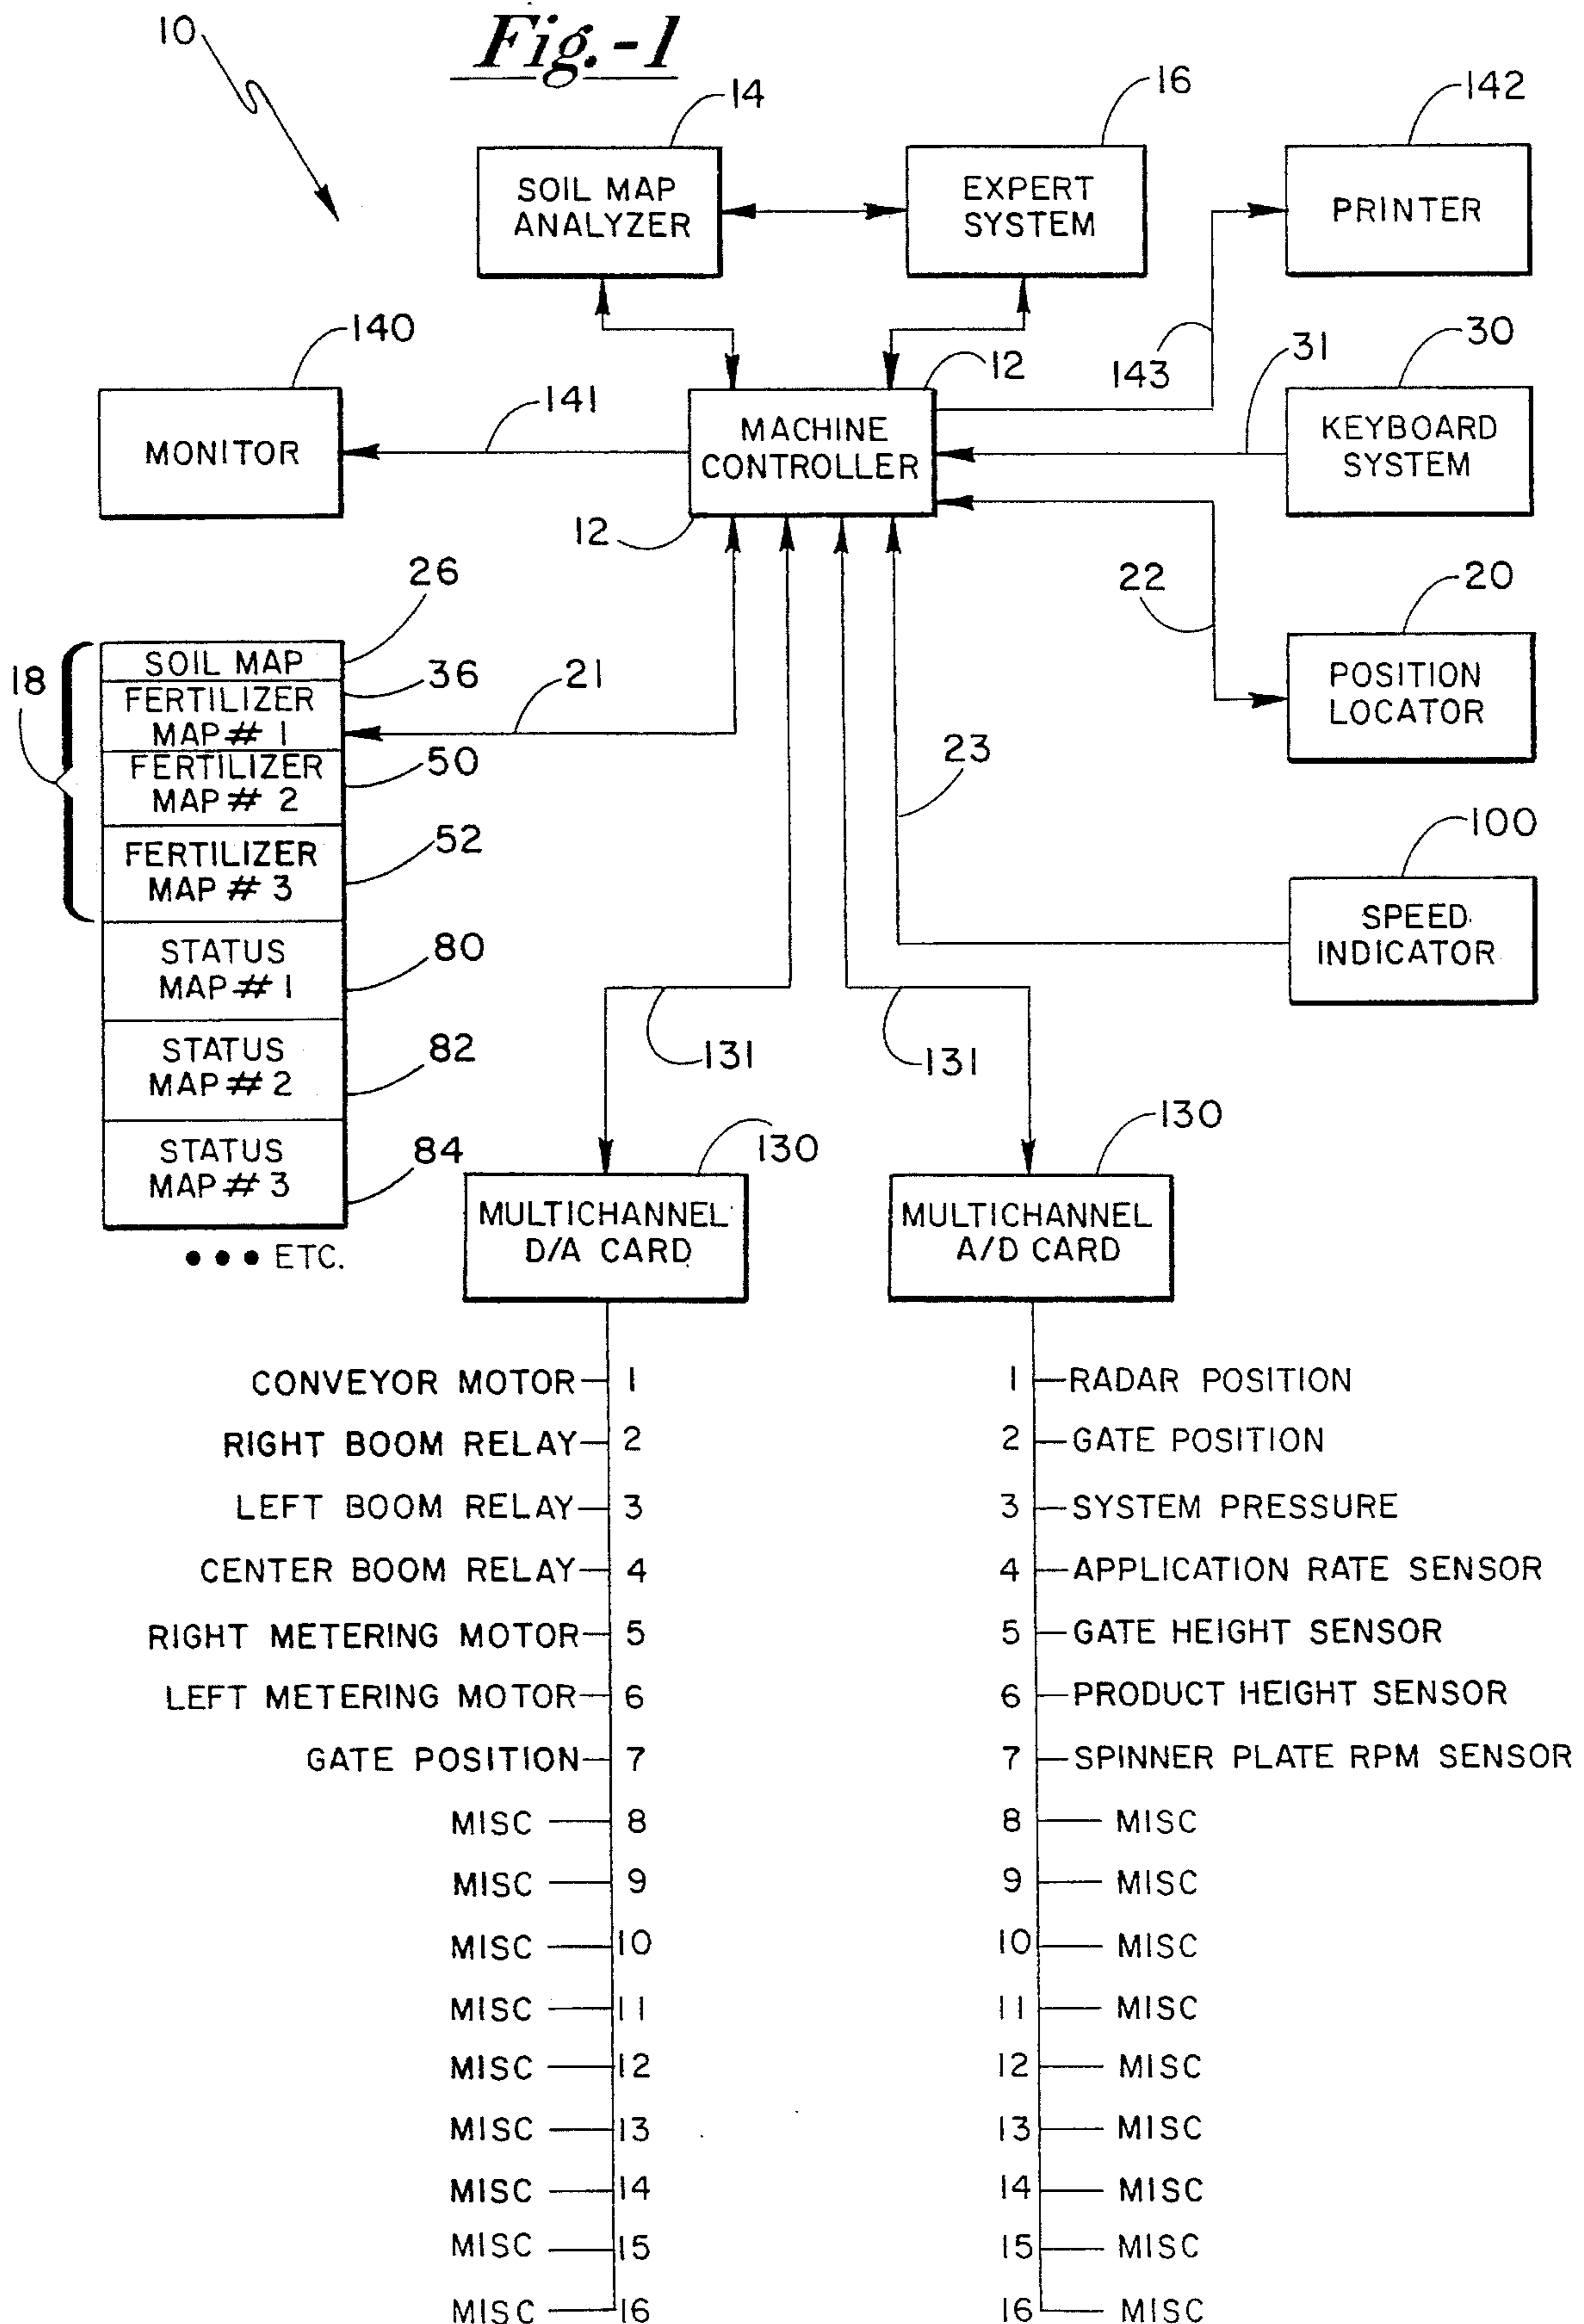 Fig.-1
10
14
16
142
SOIL MAP
ANALYZER
EXPERT
SYSTEM
PRINTER
140
12
143
31
30
MONITOR
141
MACHINE
CONTROLLER
KEYBOARD
SYSTEM
12
22
20
POSITION
LOCATOR
18
26
SOIL MAP
36
FERTILIZER
MAP # 1
21
50
FERTILIZER
MAP # 2
52
FERTILIZER
MAP # 3
23
100
SPEED
INDICATOR
80
STATUS
MAP # 1
82
STATUS
MAP # 2
84
STATUS
MAP # 3
••• ETC.
131
131
130
130
MULTICHANNEL
D/A CARD
MULTICHANNEL
A/D CARD
CONVEYOR MOTOR 1
RIGHT BOOM RELAY 2
LEFT BOOM RELAY 3
CENTER BOOM RELAY 4
RIGHT METERING MOTOR 5
LEFT METERING MOTOR 6
GATE POSITION 7
MISC 8
MISC 9
MISC 10
MISC 11
MISC 12
MISC 13
MISC 14
MISC 15
MISC 16
1 RADAR POSITION
2 GATE POSITION
3 SYSTEM PRESSURE
4 APPLICATION RATE SENSOR
5 GATE HEIGHT SENSOR
6 PRODUCT HEIGHT SENSOR
7 SPINNER PLATE RPM SENSOR
8 MISC
9 MISC
10 MISC
11 MISC
12 MISC
13 MISC
14 MISC
15 MISC
16 MISC